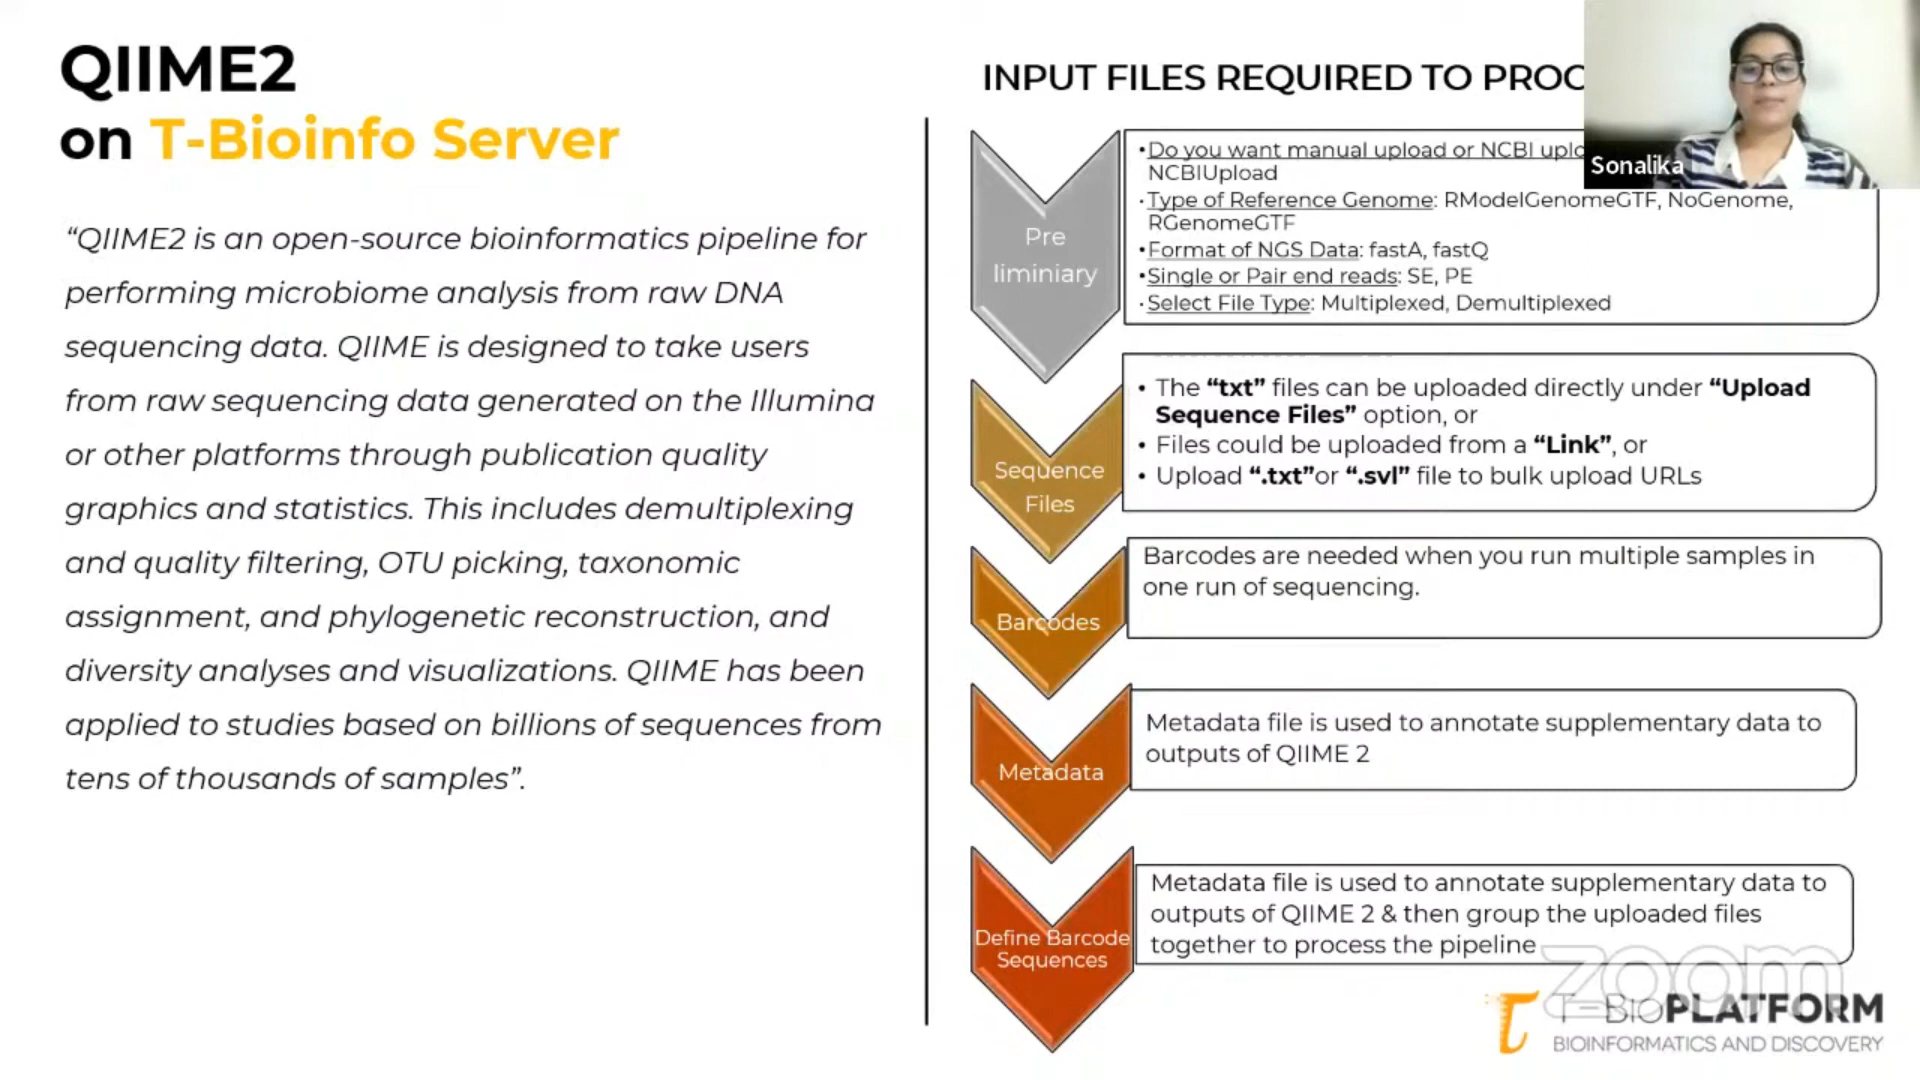 QIIME2
on T-Bioinfo Server
“QIIME2 is an open-source bioinformatics pipeline for
performing microbiome analysis from raw DNA
sequencing data. QIIME is designed to take users
from raw sequencing data generated on the Illumina
or other platforms through publication quality
graphics and statistics. This includes demultiplexing
and quality filtering, OTU picking, taxonomic
assignment, and phylogenetic reconstruction, and
diversity analyses and visualizations. QIIME has been
applied to studies based on billions of sequences from
tens of thousands of samples”.
INPUT FILES REQUIRED TO
Sonalika
Pre
liminiary
•Do you want manual upload or NCBI
NCBIUpload
•Type of Reference Genome: RModelGenomeGTF, NoGenome,
RGenomeGTF
•Format of NGS Data: fastA, fastQ
•Single or Pair end reads: SE, PE
•Select File Type: Multiplexed, Demultiplexed
Sequence
Files
• The “txt” files can be uploaded directly under “Upload
Sequence Files” option, or
• Files could be uploaded from a “Link”, or
• Upload “.txt”or “.svl” file to bulk upload URLs
Barcodes
Barcodes are needed when you run multiple samples in
one run of sequencing.
Metadata
Metadata file is used to annotate supplementary data to
outputs of QIIME 2
Define Barcode
Sequences
Metadata file is used to annotate supplementary data to
outputs of QIIME 2 & then group the uploaded files
together to process the pipeline
zoom
T-BioPLATFORM
BIOINFORMATICS AND DISCOVERY